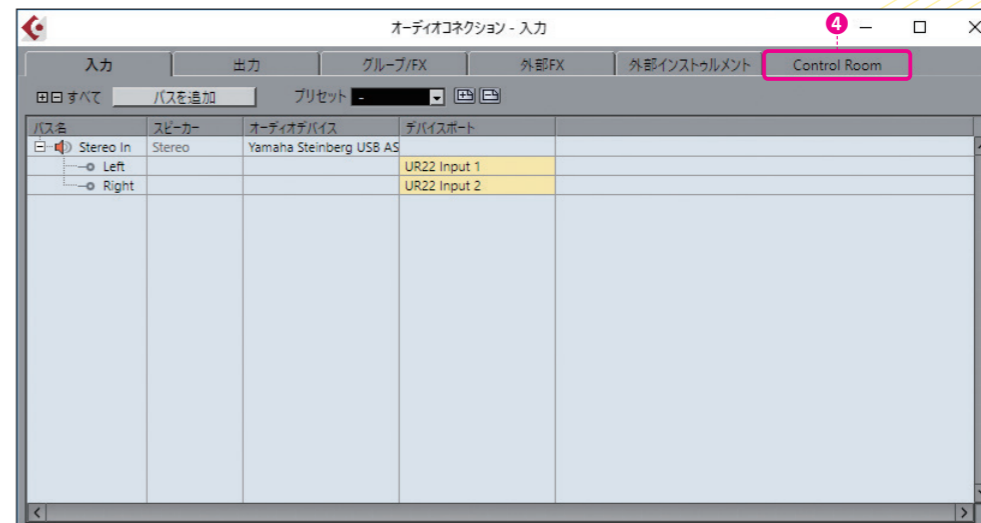 オーディオコネクション - 入力
4
入力 出力 グループ/FX 外部FX 外部インストゥルメント Control Room
すべて バスを追加 プリセット -
バス名 スピーカー オーディオデバイス デバイスポート
Stereo In Stereo Yamaha Steinberg USB AS
Left UR22 Input 1
Right UR22 Input 2